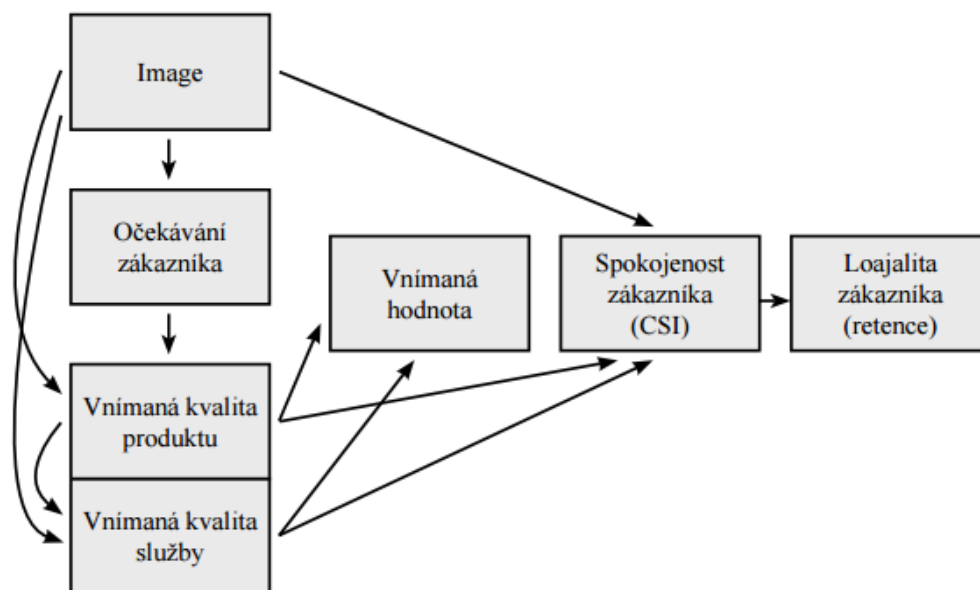 Image
Očekávání
zákazníka
Vnímaná
hodnota
Spokojenost
zákazníka
(CSI)
Loajalita
zákazníka
(retence)
Vnímaná kvalita
produktu
Vnímaná kvalita
služby